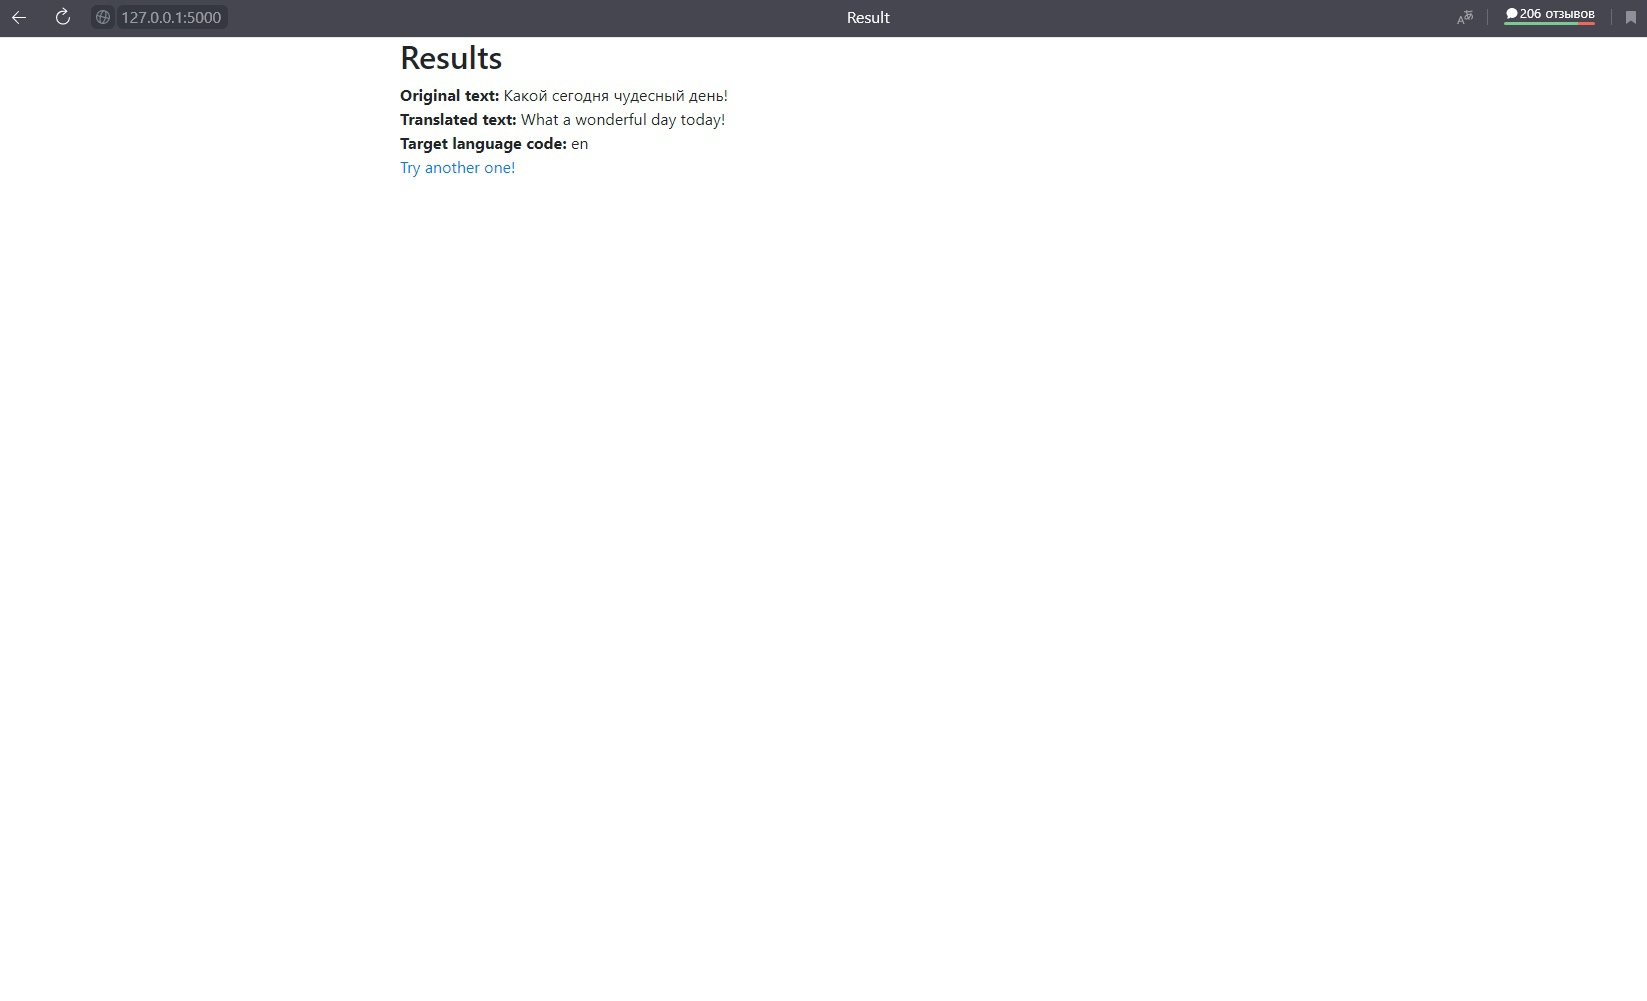 127.0.0.1:5000
Result
206 отзывов
Results
Original text: Какой сегодня чудесный день!
Translated text: What a wonderful day today!
Target language code: en
Try another one!